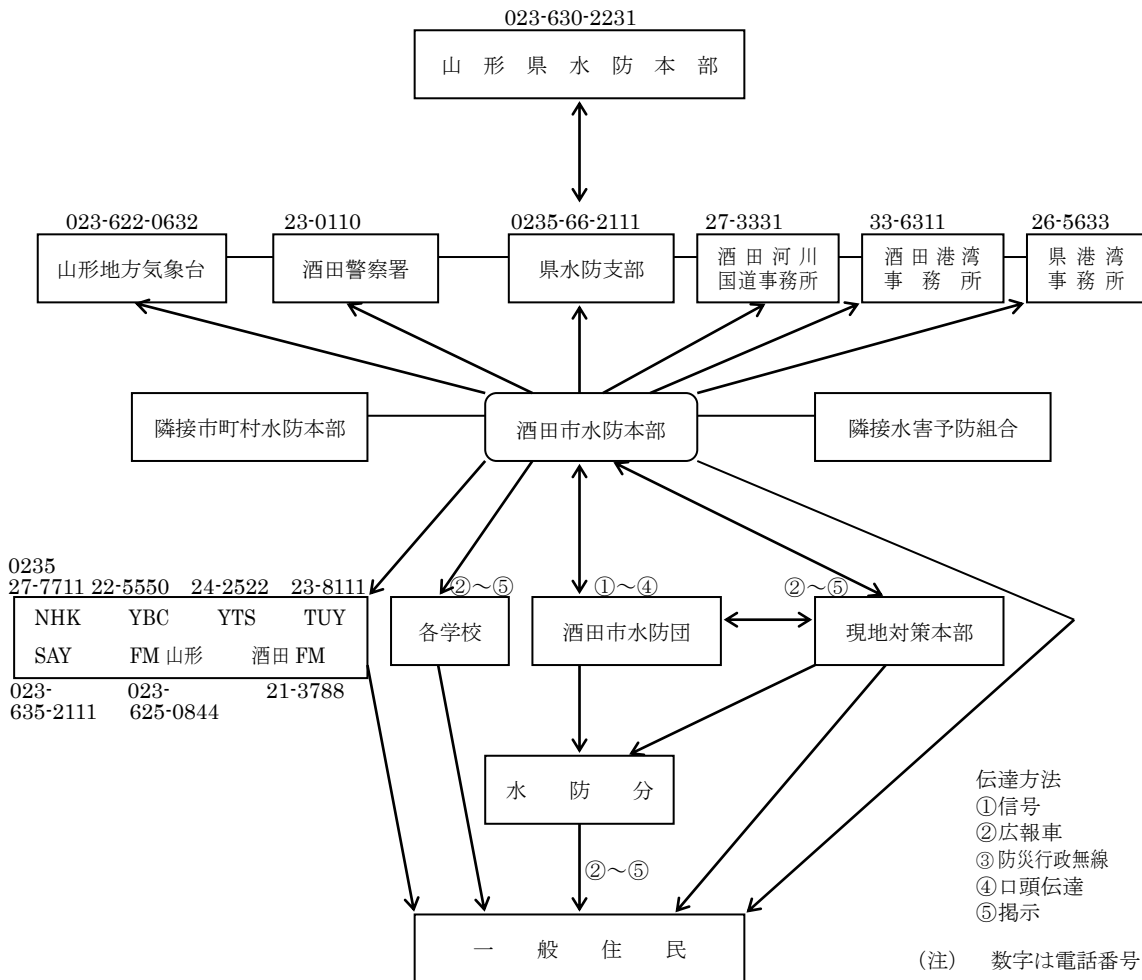 023-630-2231
山形県水防本部
023-622-0632 23-0110 0235-66-2111 27-3331 33-6311 26-5633
山形地方気象台 酒田警察署 県水防支部
酒田河川
国道事務所
酒田港湾
事務所
県港湾
事務所
隣接市町村水防本部 酒田市水防本部 隣接水害予防組合
0235
27-7711 22-5550 24-2522 23-8111 ②～⑤ ①～④ ②～⑤
NHK YBC YTS TUY
SAY FM 山形 酒田 FM
023-
635-2111
023-
625-0844
21-3788
各学校 酒田市水防団 現地対策本部
水防分
②～⑤
一般住民
伝達方法
①信号
②広報車
③防災行政無線
④口頭伝達
⑤掲示
（注） 数字は電話番号